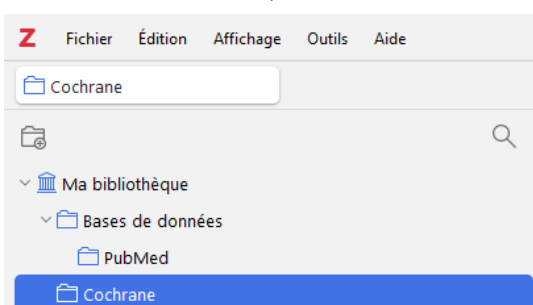 Z Fichier Édition Affichage Outils Aide
Cochrane
Ma bibliothèque
Bases de données
PubMed
Cochrane